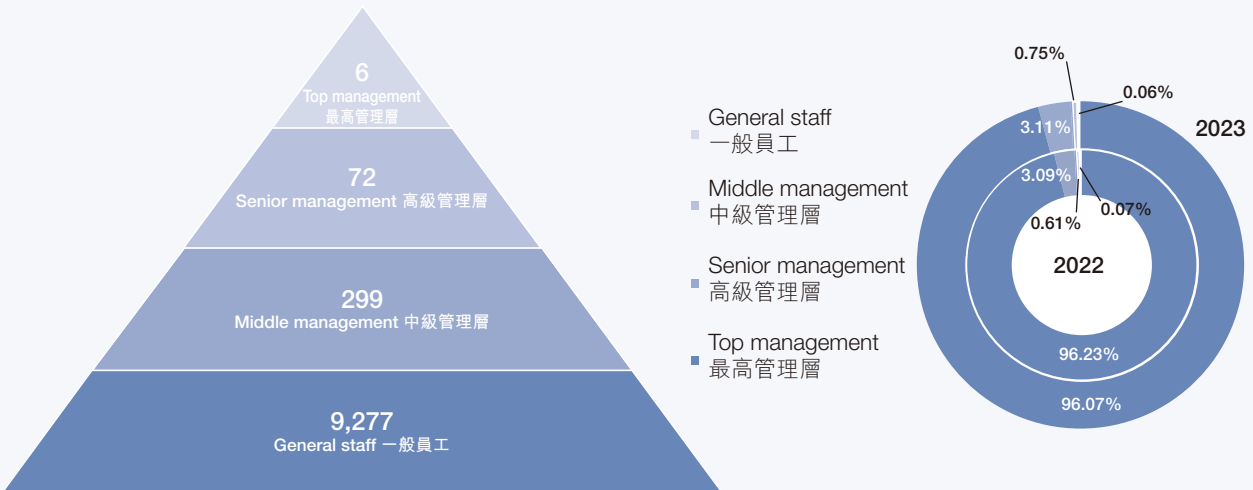 6
Top management
最高管理層
72
Senior management 高級管理層
299
Middle management 中級管理層
9,277
General staff 一般員工
General staff
一般員工
Middle management
中級管理層
Senior management
高級管理層
Top management
最高管理層
0.75%
0.06%
2023
3.11%
3.09%
0.61%
0.07%
2022
96.23%
96.07%